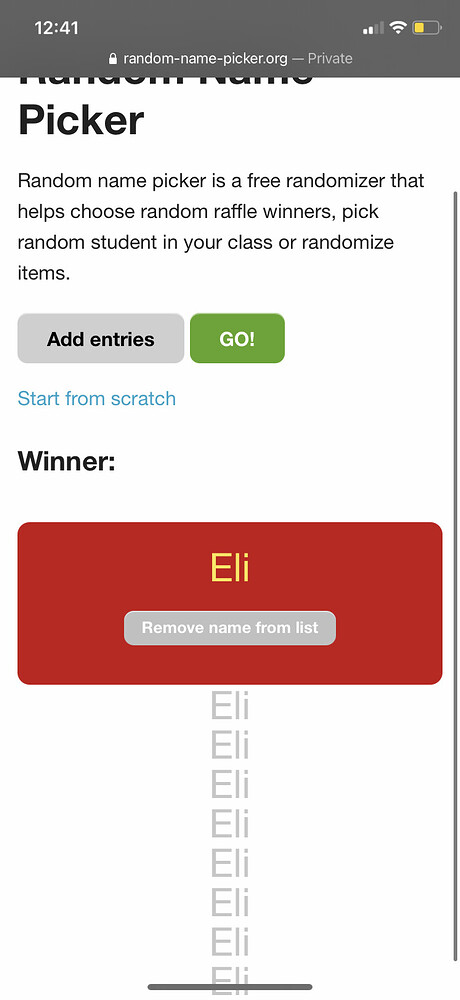 12:41
random-name-picker.org — Private
Random Name
Picker
Random name picker is a free randomizer that
helps choose random raffle winners, pick
random student in your class or randomize
items.
Add entries GO!
Start from scratch
Winner:
Eli
Remove name from list
Eli
Eli
Eli
Eli
Eli
Eli
Eli
Eli